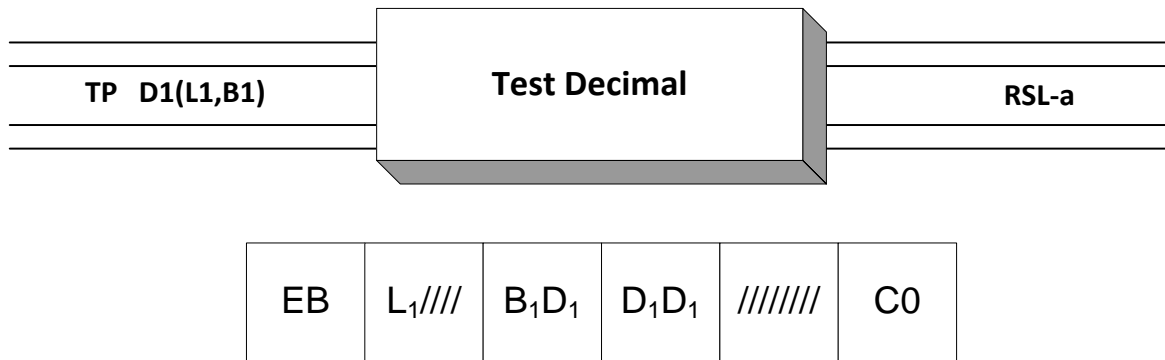 TP D1(L1,B1) Test Decimal RSL-a
EB L₁//// B₁D₁ D₁D₁ //////// C0